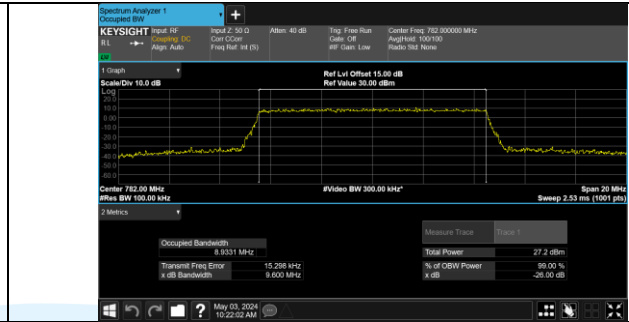 Spectrum Analyzer 1
Occupied BW
+
KEYSIGHT Input: RF Input Z: 50 Ω Atten: 40 dB Trig: Free Run Center Freq: 782.000000 MHz
RL Coupling: DC Corr CCorr Gate: Off Avg|Hold: 100/100
Align: Auto Freq Ref: Int (S) #IF Gain: Low Radio Std: None
1 Graph Ref Lvl Offset 15.00 dB
Scale/Div 10.0 dB Ref Value 30.00 dBm
Log
20.0
10.0
0.00
-10.0
-20.0
-30.0
-40.0
-50.0
-60.0
Center 782.00 MHz #Video BW 300.00 kHz* Span 20 MHz
#Res BW 100.00 kHz Sweep 2.53 ms (1001 pts)
2 Metrics
Measure Trace Trace 1
Occupied Bandwidth
8.9331 MHz Total Power 27.2 dBm
Transmit Freq Error 15.298 kHz % of OBW Power 99.00 %
x dB Bandwidth 9.600 MHz x dB -26.00 dB
? May 03, 2024
10:22:02 AM